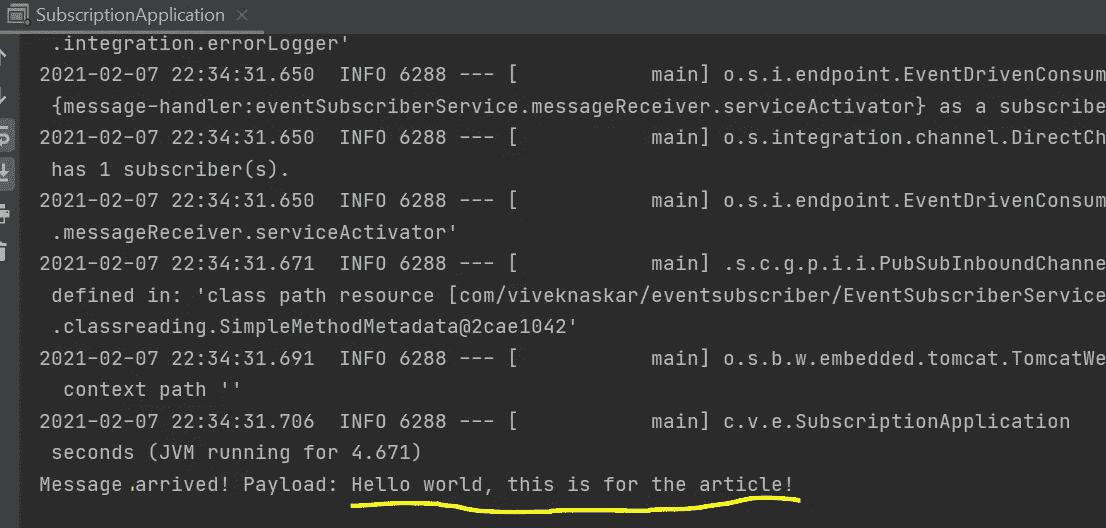 SubscriptionApplication
.integration.errorLogger'
2021-02-07 22:34:31.650  INFO 6288 --- [           main] o.s.i.endpoint.EventDrivenConsum
{message-handler:eventSubscriberService.messageReceiver.serviceActivator} as a subscribe
2021-02-07 22:34:31.650  INFO 6288 --- [           main] o.s.integration.channel.DirectCh
has 1 subscriber(s).
2021-02-07 22:34:31.650  INFO 6288 --- [           main] o.s.i.endpoint.EventDrivenConsum
.messageReceiver.serviceActivator'
2021-02-07 22:34:31.671  INFO 6288 --- [           main] .s.c.g.p.i.i.PubSubInboundChanne
defined in: 'class path resource [com/viveknaskar/eventsubscriber/EventSubscriberService
.classreading.SimpleMethodMetadata@2cae1042'
2021-02-07 22:34:31.691  INFO 6288 --- [           main] o.s.b.w.embedded.tomcat.TomcatWe
context path ''
2021-02-07 22:34:31.706  INFO 6288 --- [           main] c.v.e.SubscriptionApplication
seconds (JVM running for 4.671)
Message arrived! Payload: Hello world, this is for the article!